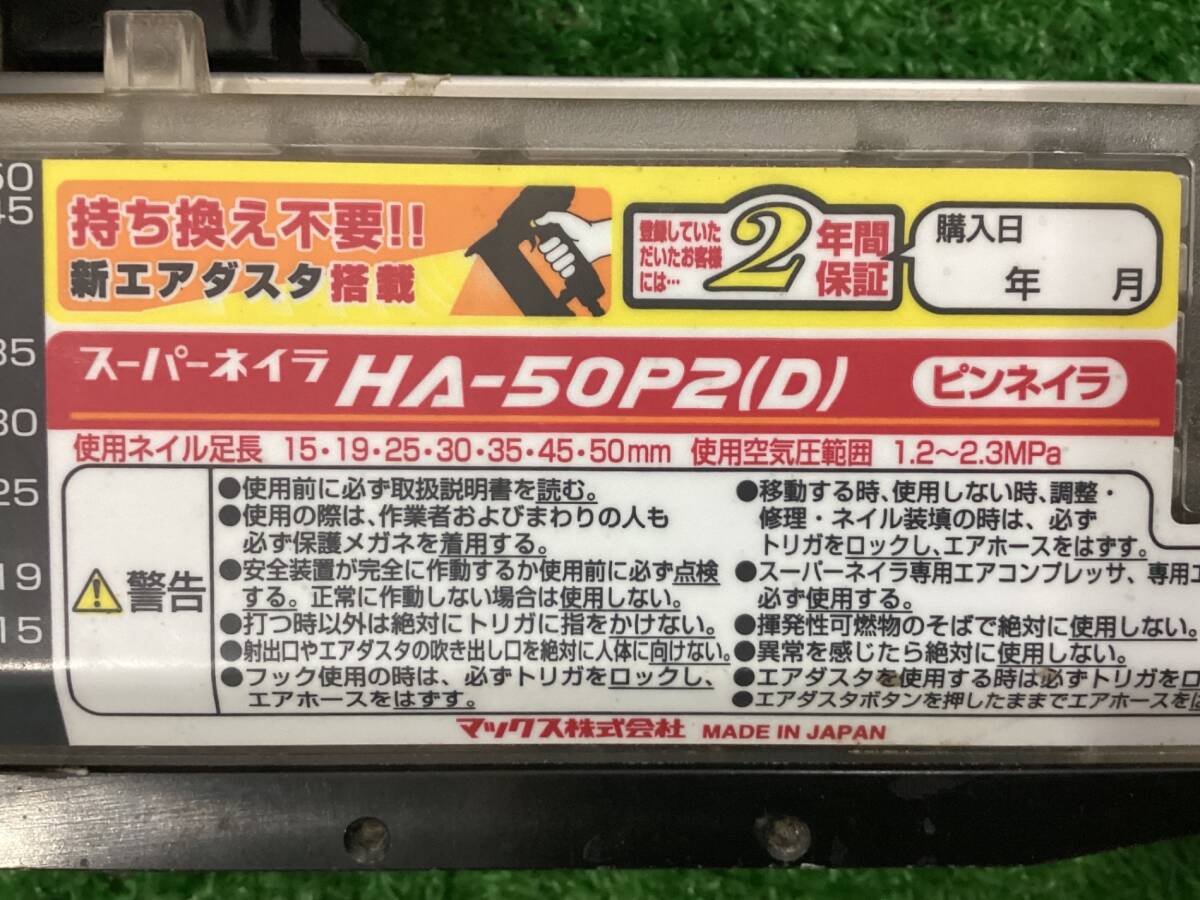 持ち換え不要!!
新エアダスタ搭載
登録していた
だいたお客様
には…
2年間
保証
購入日
年 月
スーパーネイラ HA-50P2(D) ピンネイラ
使用ネイル足長 15・19・25・30・35・45・50mm 使用空気圧範囲 1.2～2.3MPa
警告
●使用前に必ず取扱説明書を読む。
●使用の際は、作業者およびまわりの人も
必ず保護メガネを着用する。
●安全装置が完全に作動するか使用前に必ず点検
する。正常に作動しない場合は使用しない。
●打つ時以外は絶対にトリガに指をかけない。
●射出口やエアダスタの吹き出し口を絶対に人体に向けない。
●フック使用の時は、必ずトリガをロックし、
エアホースをはずす。
●移動する時、使用しない時、調整・
修理・ネイル装填の時は、必ず
トリガをロックし、エアホースをはずす。
●スーパーネイラ専用エアコンプレッサ、専用エ
必ず使用する。
●揮発性可燃物のそばで絶対に使用しない。
●異常を感じたら絶対に使用しない。
●エアダスタを使用する時は必ずトリガをロ
●エアダスタボタンを押したままでエアホースを
マックス株式会社 MADE IN JAPAN
50
45
35
30
25
19
15